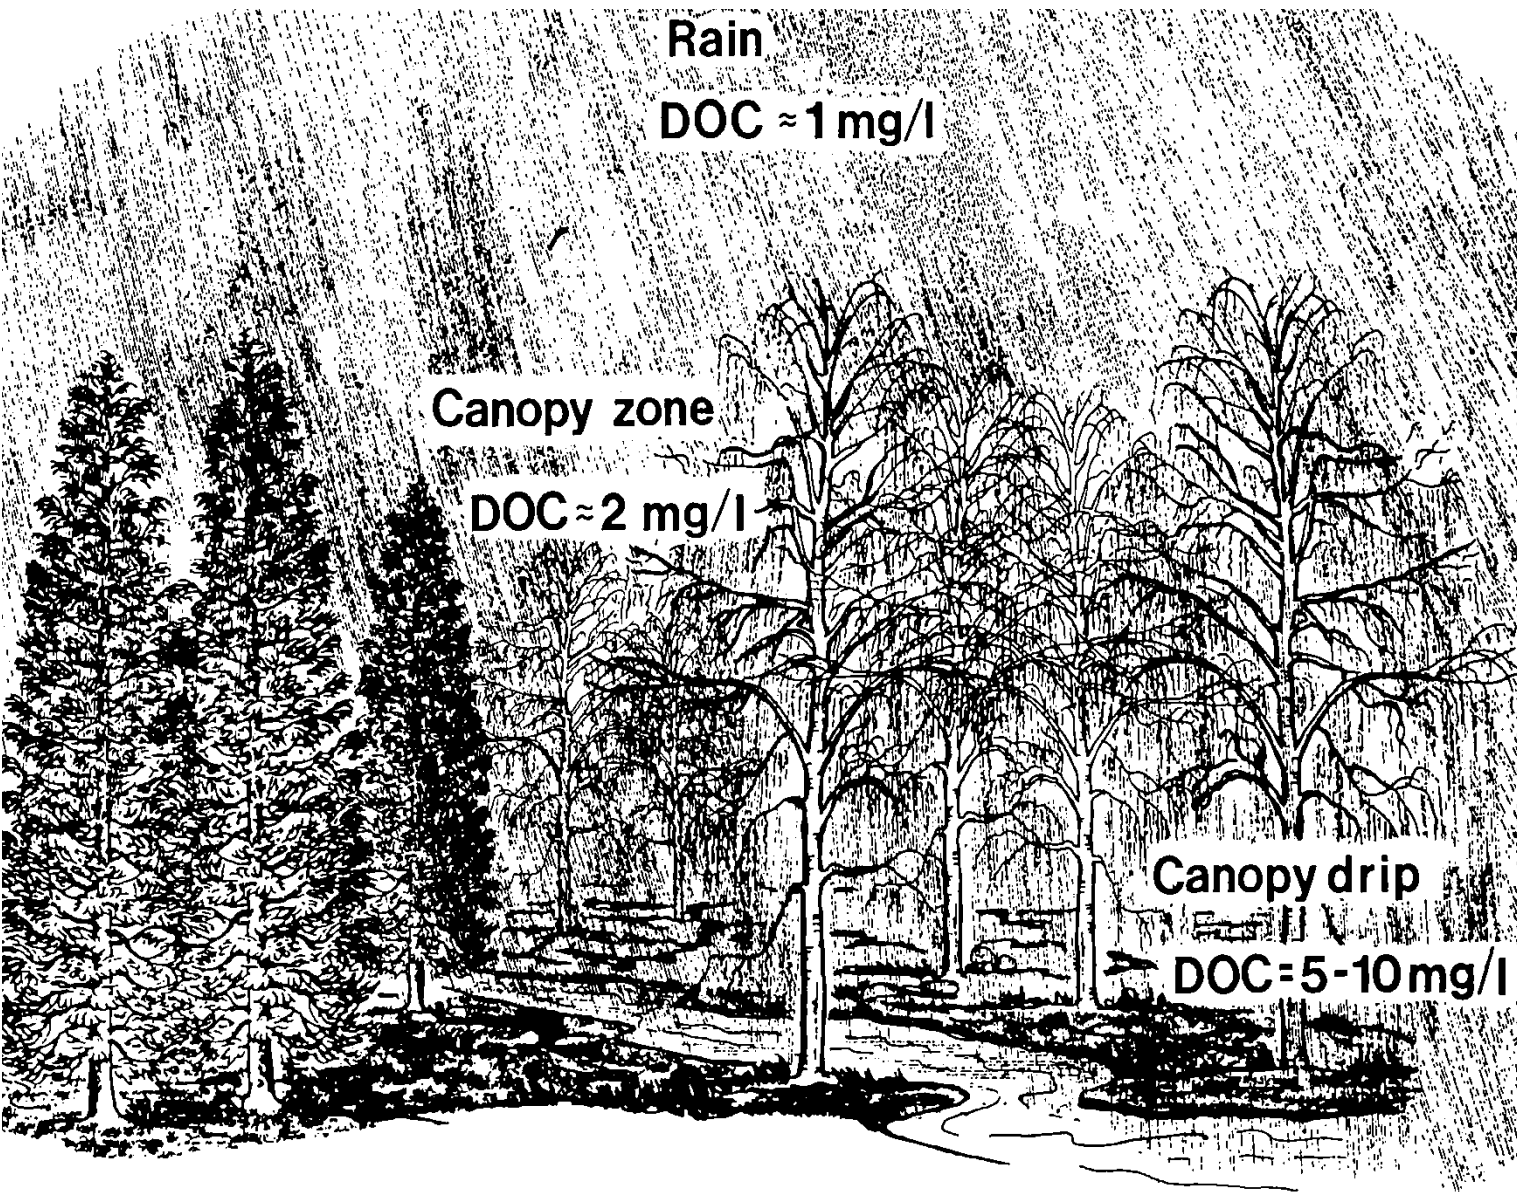 Rain
DOC ≈ 1 mg/l
Canopy zone
DOC ≈ 2 mg/l
Canopy drip
DOC = 5-10 mg/l